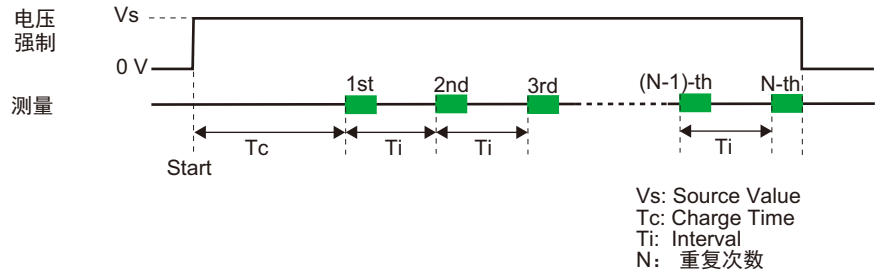 电压
强制
Vs
0 V
测量
1st
2nd
3rd
(N-1)-th
N-th
Tc
Ti
Ti
Ti
Start
Vs: Source Value
Tc: Charge Time
Ti: Interval
N： 重复次数